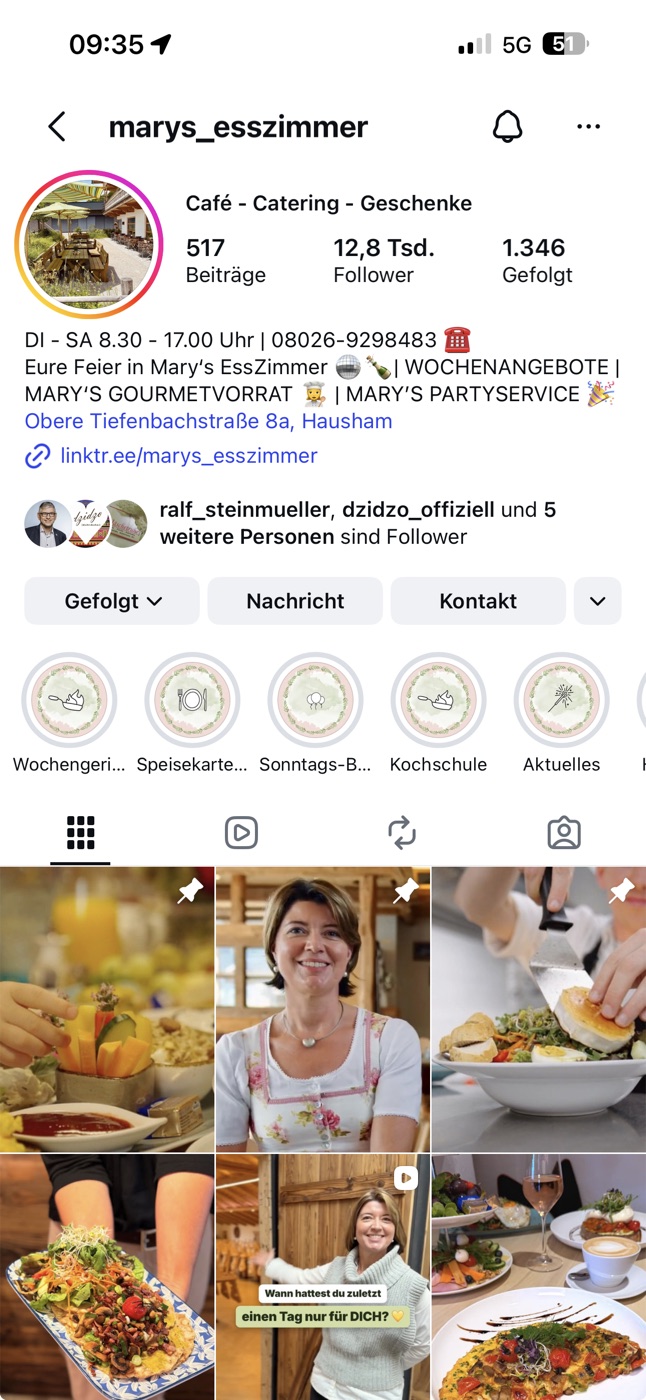 09:35
5G
51
marys_esszimmer
Café - Catering - Geschenke
517
12,8 Tsd.
1.346
Beiträge
Follower
Gefolgt
DI - SA 8.30 - 17.00 Uhr | 08026-9298483 ☎️
Eure Feier in Mary‘s EssZimmer 🪩 🍾| WOCHENANGEBOTE |
MARY‘S GOURMETVORRAT 👩‍🍳 | MARY’S PARTYSERVICE 🎉
Obere Tiefenbachstraße 8a, Hausham
linktr.ee/marys_esszimmer
dzidzo
ralf_steinmueller, dzidzo_offiziell und 5
weitere Personen sind Follower
Gefolgt
Nachricht
Kontakt
Wochengeri...
Speisekarte...
Sonntags-B...
Kochschule
Aktuelles
Wann hattest du zuletzt
einen Tag nur für DICH? 💛